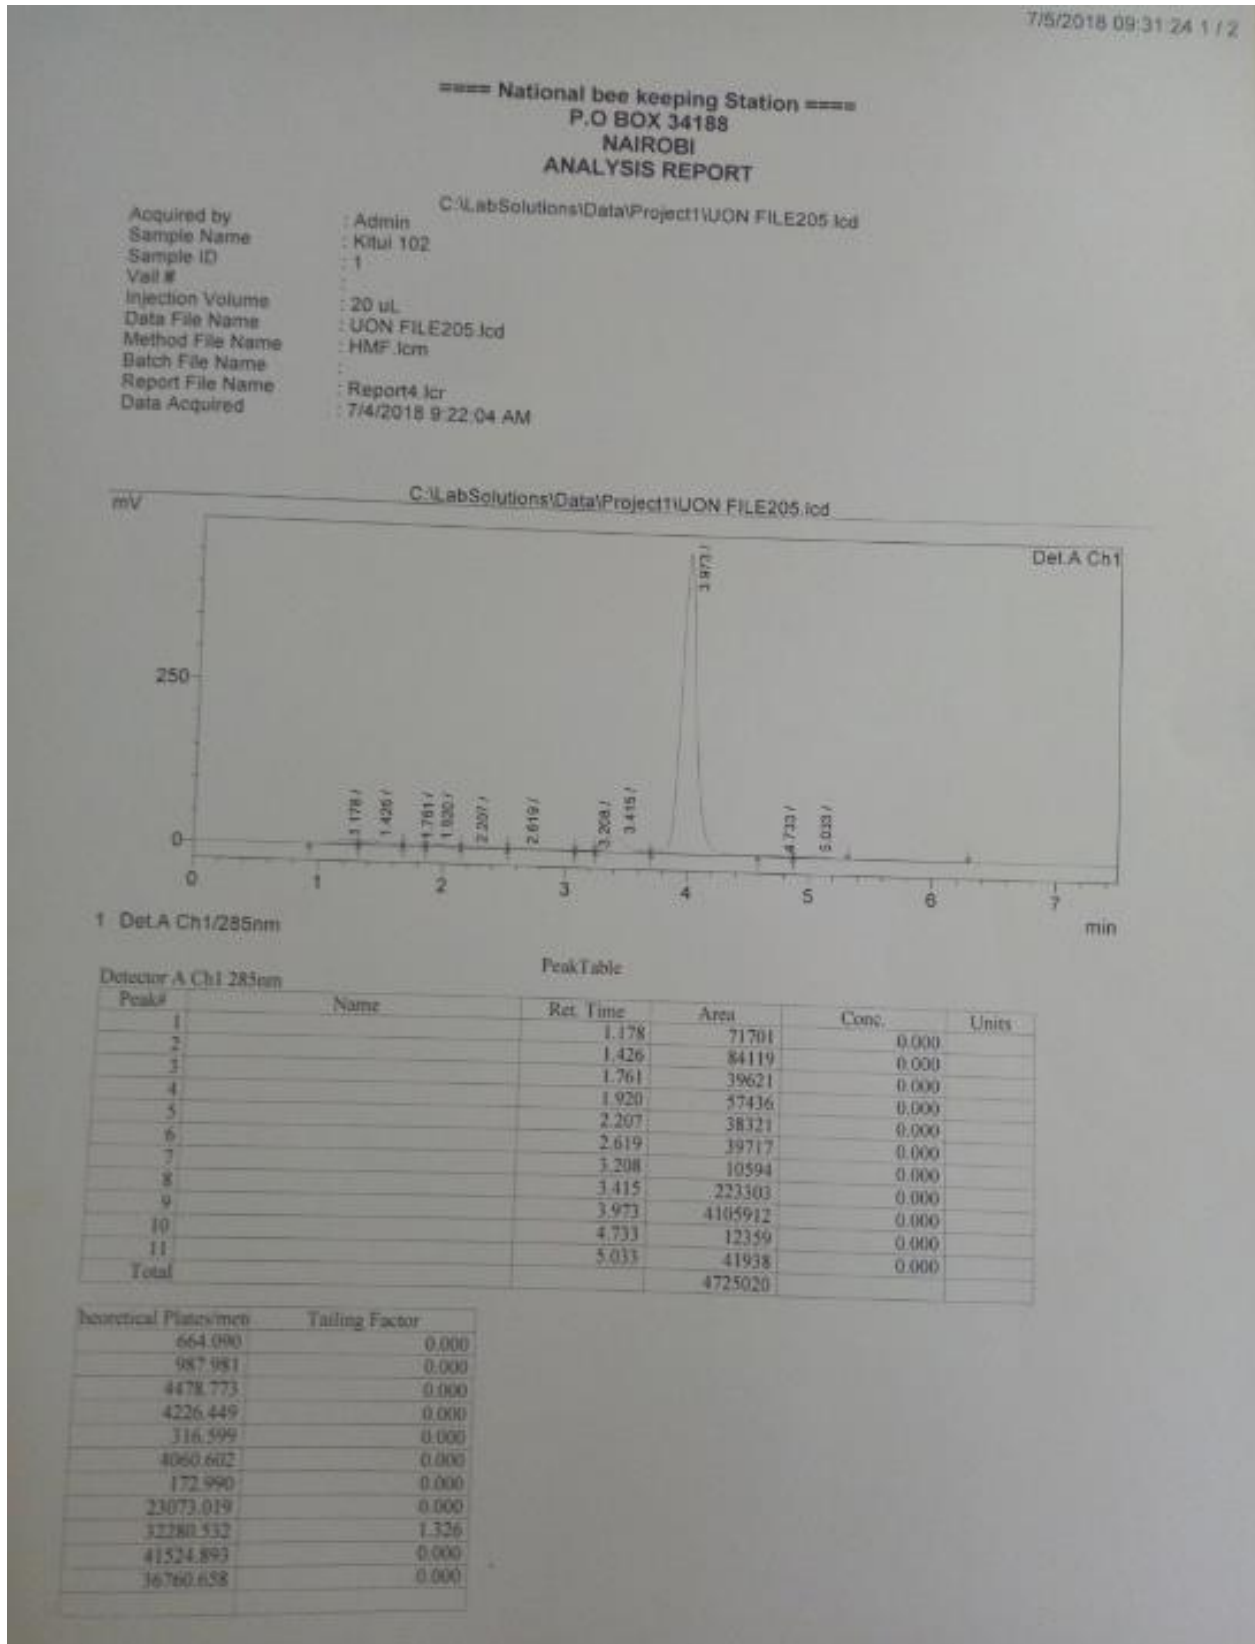 7/5/2018 09:31:24 1 / 2
==== National bee keeping Station ====
P.O BOX 34188
NAIROBI
ANALYSIS REPORT
C:\LabSolutions\Data\Project1\UON FILE205.lcd
Acquired by : Admin
Sample Name : Kitui 102
Sample ID : 1
Vail # :
Injection Volume : 20 uL
Data File Name : UON FILE205.lcd
Method File Name : HMF.lcm
Batch File Name :
Report File Name : Report4.lcr
Data Acquired : 7/4/2018 9:22:04 AM
C:\LabSolutions\Data\Project1\UON FILE205.lcd
mV
Det.A Ch1
3.973 /
250
1.178 / 1.426 / 1.761 / 1.920 / 2.207 / 2.619 / 3.208 / 3.415 / 4.733 / 5.033 /
0
0 1 2 3 4 5 6 7
min
1 Det.A Ch1/285nm
PeakTable
Detector A Ch1 285nm
Peak# Name Ret. Time Area Conc. Units
1 1.178 71701 0.000
2 1.426 84119 0.000
3 1.761 39621 0.000
4 1.920 57436 0.000
5 2.207 38321 0.000
6 2.619 39717 0.000
7 3.208 10594 0.000
8 3.415 223303 0.000
9 3.973 4105912 0.000
10 4.733 12359 0.000
11 5.033 41938 0.000
Total 4725020
heoretical Plates/mete Tailing Factor
664.090 0.000
987.981 0.000
4478.773 0.000
4226.449 0.000
316.599 0.000
4060.602 0.000
172.990 0.000
23073.019 0.000
32280.532 1.326
41524.893 0.000
36760.658 0.000